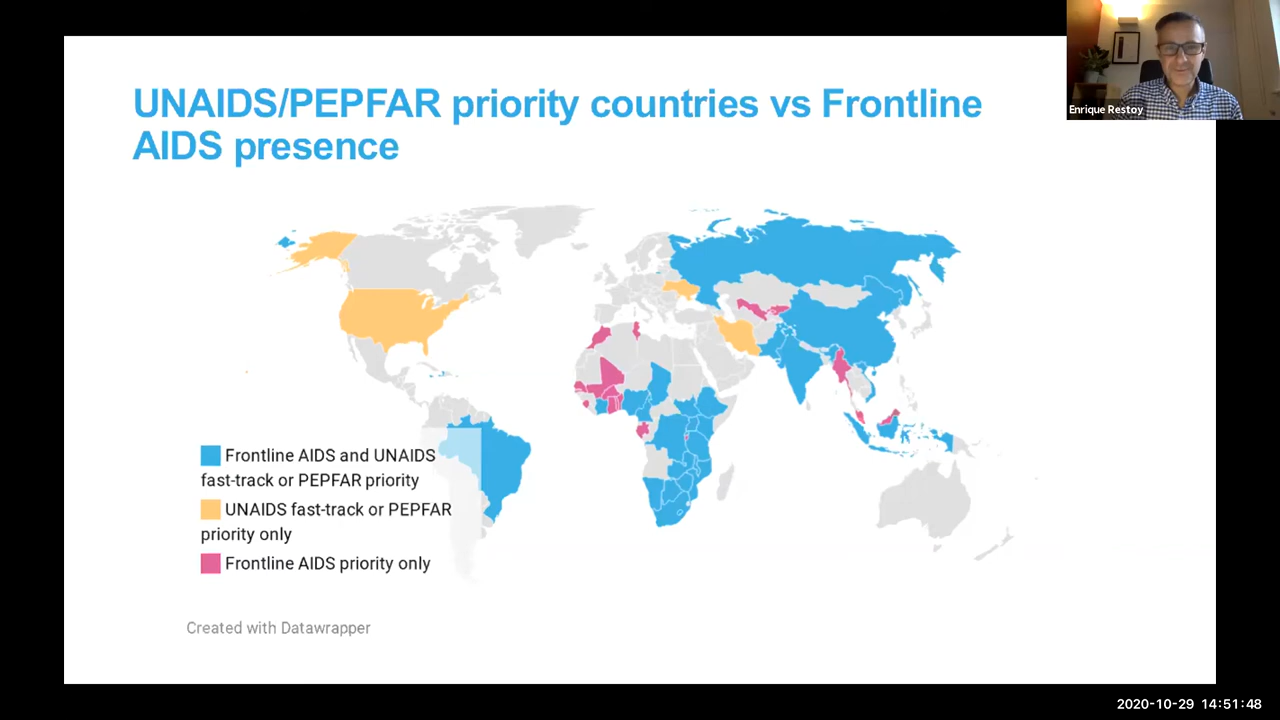 UNAIDS/PEPFAR priority countries vs Frontline
AIDS presence
Enrique Restoy
Frontline AIDS and UNAIDS
fast-track or PEPFAR priority
UNAIDS fast-track or PEPFAR
priority only
Frontline AIDS priority only
Created with Datawrapper
2020-10-29 14:51:48